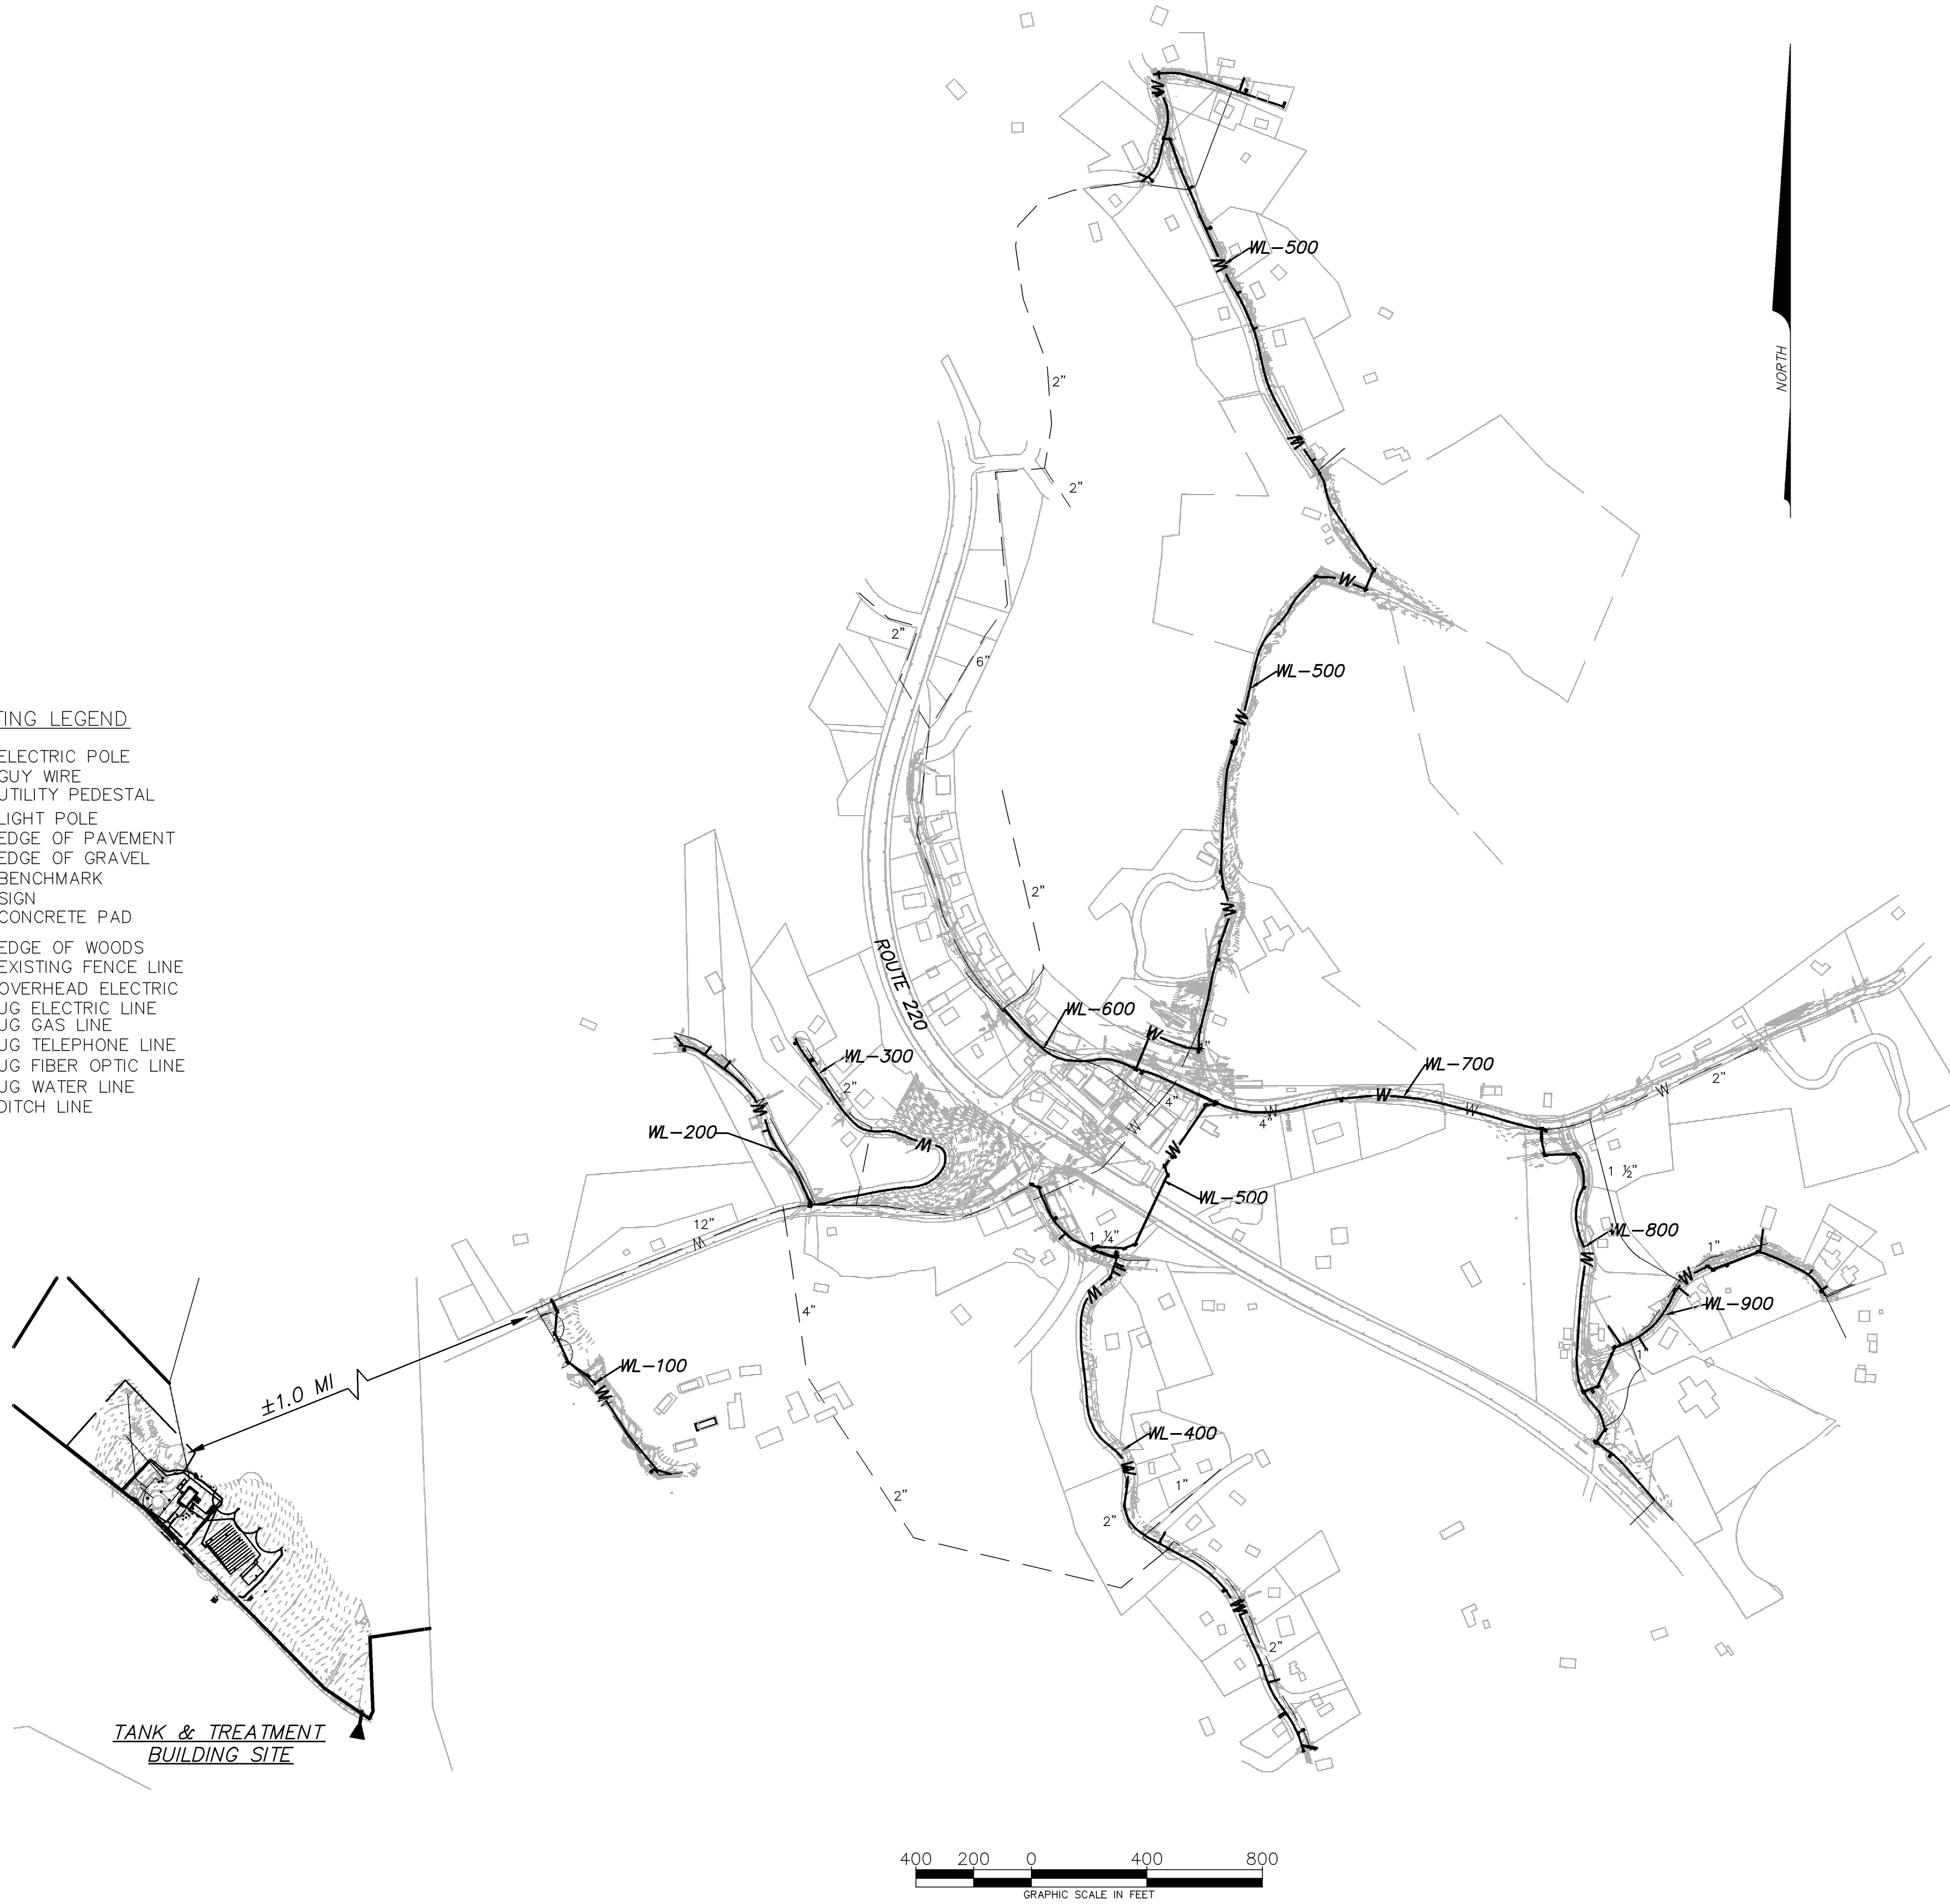 WL-500
NORTH
2"
2"
2"
6"
WL-500
TING LEGEND
ELECTRIC POLE
GUY WIRE
UTILITY PEDESTAL
LIGHT POLE
EDGE OF PAVEMENT
EDGE OF GRAVEL
BENCHMARK
SIGN
CONCRETE PAD
EDGE OF WOODS
EXISTING FENCE LINE
OVERHEAD ELECTRIC
UG ELECTRIC LINE
UG GAS LINE
UG TELEPHONE LINE
UG FIBER OPTIC LINE
UG WATER LINE
DITCH LINE
2"
ROUTE 220
WL-600
WL-300
2"
WL-700
2"
4"
4"
WL-200
1 ½"
WL-500
12"
1 ¼"
WL-800
1"
4"
WL-900
1"
WL-100
±1.0 MI
WL-400
1"
2"
2"
2"
TANK & TREATMENT
BUILDING SITE
400 200 0 400 800
GRAPHIC SCALE IN FEET